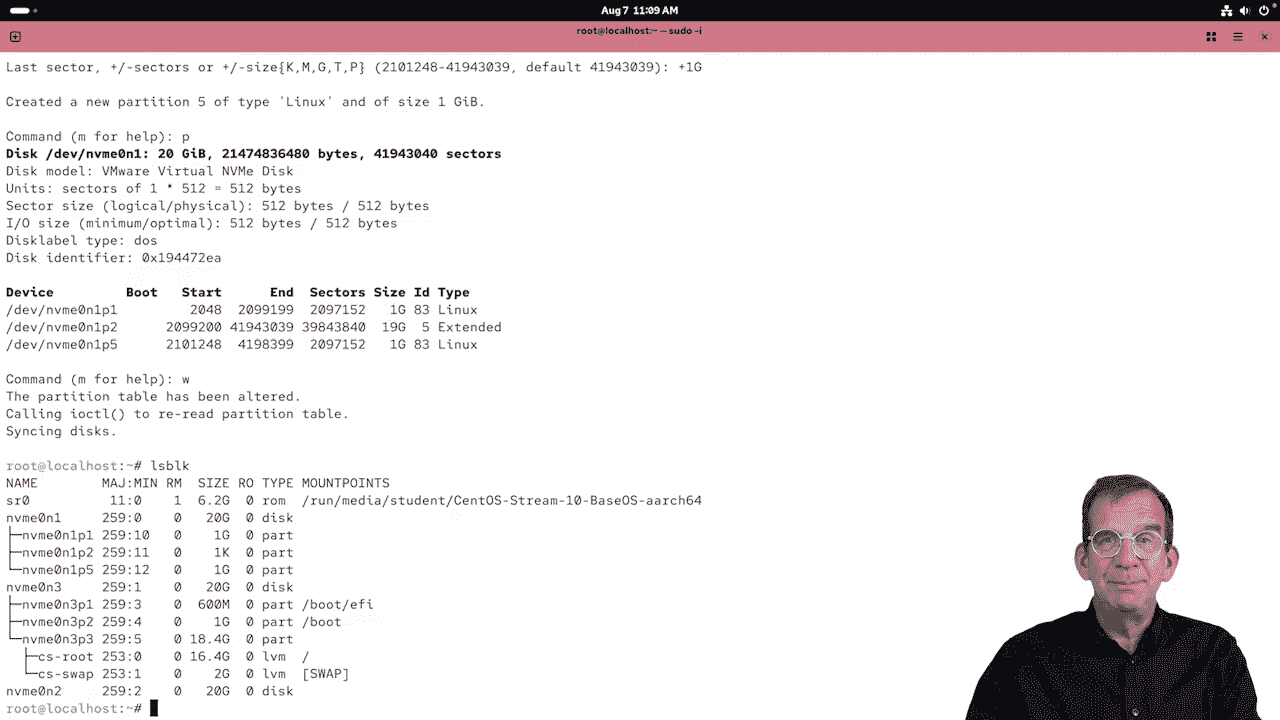 Aug 7 11:09 AM
root@localhost:~ — sudo -i
Last sector, +/-sectors or +/-size{K,M,G,T,P} (2101248-41943039, default 41943039): +1G
Created a new partition 5 of type 'Linux' and of size 1 GiB.
Command (m for help): p
Disk /dev/nvme0n1: 20 GiB, 21474836480 bytes, 41943040 sectors
Disk model: VMware Virtual NVMe Disk
Units: sectors of 1 * 512 = 512 bytes
Sector size (logical/physical): 512 bytes / 512 bytes
I/O size (minimum/optimal): 512 bytes / 512 bytes
Disklabel type: dos
Disk identifier: 0x194472ea
Device         Boot   Start      End  Sectors Size Id Type
/dev/nvme0n1p1         2048  2099199  2097152   1G 83 Linux
/dev/nvme0n1p2      2099200 41943039 39843840  19G  5 Extended
/dev/nvme0n1p5      2101248  4198399  2097152   1G 83 Linux
Command (m for help): w
The partition table has been altered.
Calling ioctl() to re-read partition table.
Syncing disks.
root@localhost:~# lsblk
NAME        MAJ:MIN RM  SIZE RO TYPE MOUNTPOINTS
sr0          11:0    1  6.2G  0 rom  /run/media/student/CentOS-Stream-10-BaseOS-aarch64
nvme0n1     259:0    0   20G  0 disk
├─nvme0n1p1 259:10   0    1G  0 part
├─nvme0n1p2 259:11   0    1K  0 part
└─nvme0n1p5 259:12   0    1G  0 part
nvme0n3     259:1    0   20G  0 disk
├─nvme0n3p1 259:3    0  600M  0 part /boot/efi
├─nvme0n3p2 259:4    0    1G  0 part /boot
└─nvme0n3p3 259:5    0 18.4G  0 part
  ├─cs-root 253:0    0 16.4G  0 lvm  /
  └─cs-swap 253:1    0    2G  0 lvm  [SWAP]
nvme0n2     259:2    0   20G  0 disk
root@localhost:~#